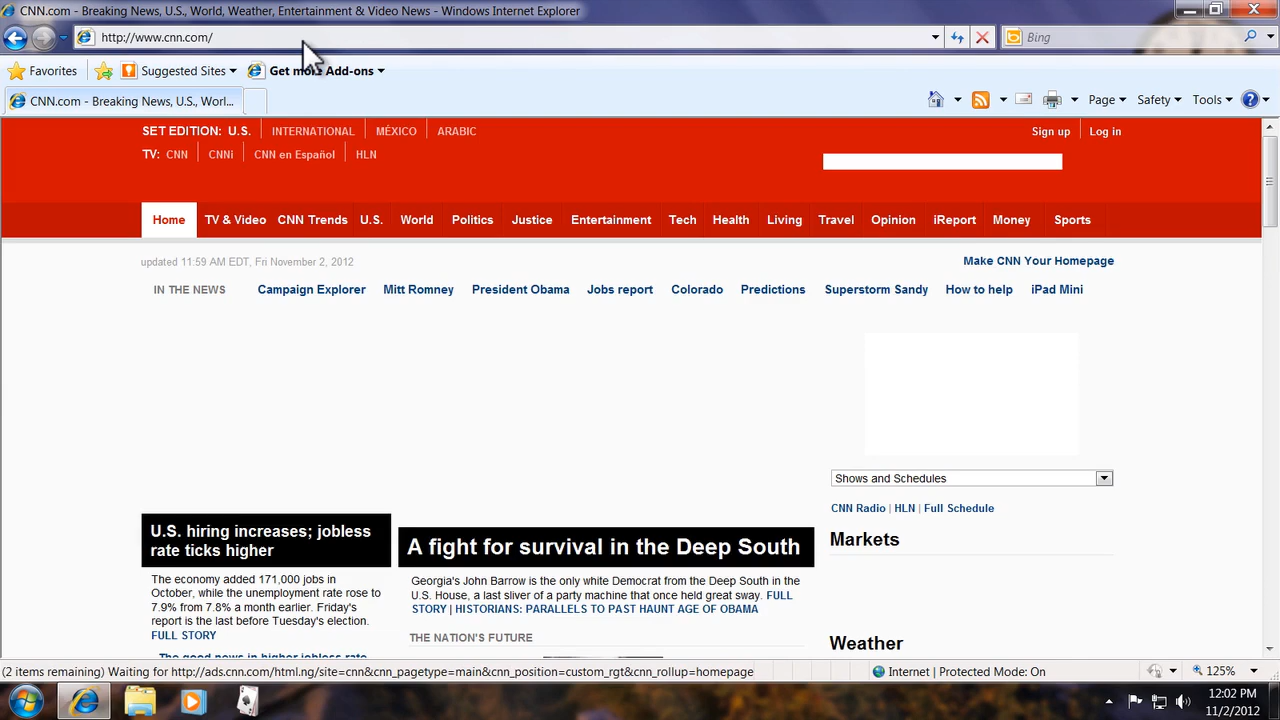 CNN.com - Breaking News, U.S., World, Weather, Entertainment & Video News - Windows Internet Explorer
http://www.cnn.com/
Bing
Favorites Suggested Sites Get more Add-ons
CNN.com - Breaking News, U.S., Worl...
Page Safety Tools
SET EDITION: U.S. INTERNATIONAL MÉXICO ARABIC
Sign up Log in
TV: CNN CNNi CNN en Español HLN
Home TV & Video CNN Trends U.S. World Politics Justice Entertainment Tech Health Living Travel Opinion iReport Money Sports
updated 11:59 AM EDT, Fri November 2, 2012
Make CNN Your Homepage
IN THE NEWS Campaign Explorer Mitt Romney President Obama Jobs report Colorado Predictions Superstorm Sandy How to help iPad Mini
U.S. hiring increases; jobless
rate ticks higher
The economy added 171,000 jobs in
October, while the unemployment rate rose to
7.9% from 7.8% a month earlier. Friday's
report is the last before Tuesday's election.
FULL STORY
The good news in higher jobless rate
A fight for survival in the Deep South
Georgia's John Barrow is the only white Democrat from the Deep South in the
U.S. House, a last sliver of a party machine that once held great sway. FULL
STORY | HISTORIANS: PARALLELS TO PAST HAUNT AGE OF OBAMA
THE NATION'S FUTURE
Shows and Schedules
CNN Radio | HLN | Full Schedule
Markets
Weather
(2 items remaining) Waiting for http://ads.cnn.com/html.ng/site=cnn&cnn_pagetype=main&cnn_position=custom_rgt&cnn_rollup=homepage
Internet | Protected Mode: On
125%
12:02 PM
11/2/2012